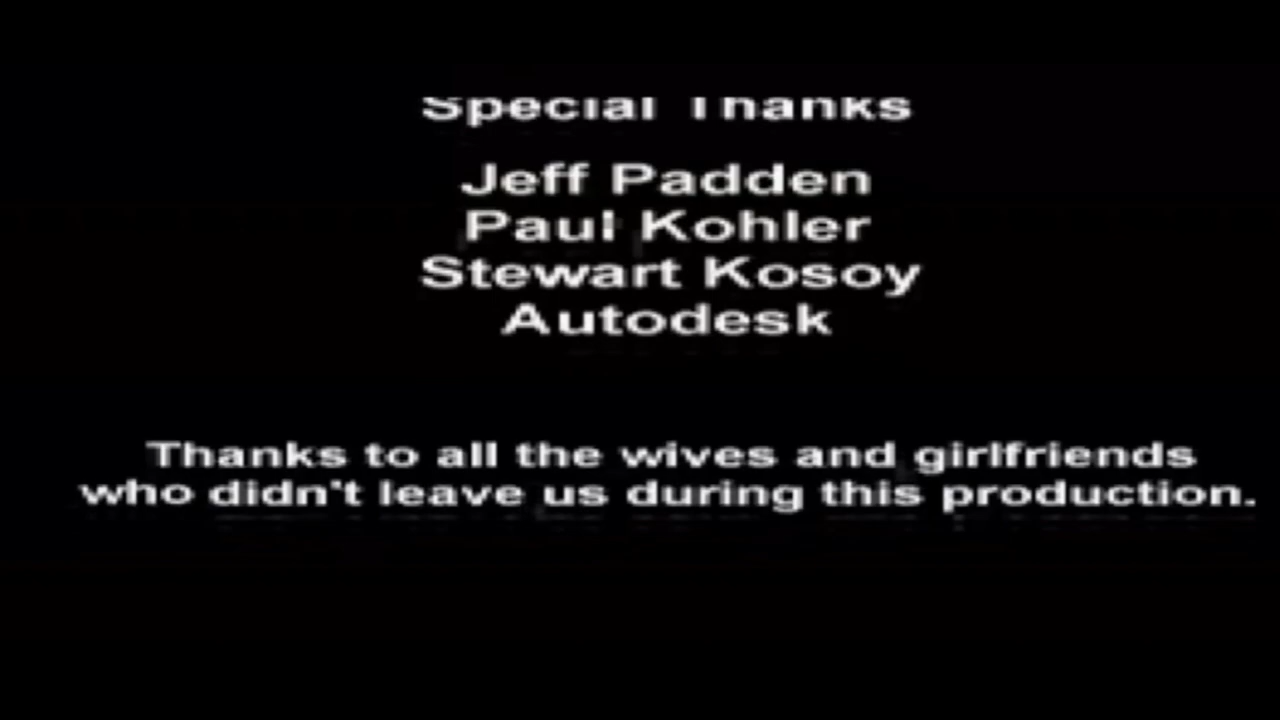 Special Thanks
Jeff Padden
Paul Kohler
Stewart Kosoy
Autodesk
Thanks to all the wives and girlfriends
who didn't leave us during this production.